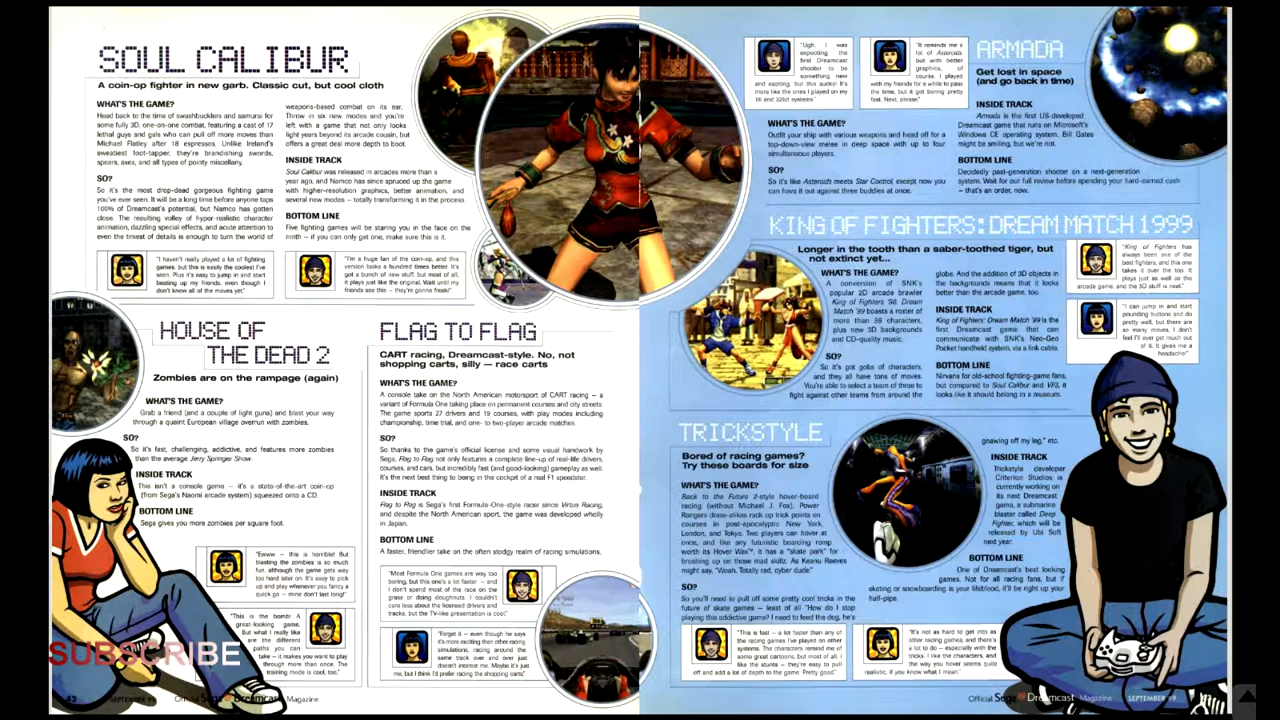 SOUL CALIBUR
A coin-op fighter in new garb. Classic cut, but cool cloth
WHAT'S THE GAME?
Head back to the time of swashbucklers and samurai
for some fully 3D, one-on-one combat, featuring a cast of 17
lethal guys and gals who can pull off more moves than
Michael Flatley after 18 espressos. Unlike Ireland's
sweatiest foot-tapper, they're brandishing swords,
spears, axes, and all types of pointy miscellany.
SO?
So it's the most drop-dead gorgeous fighting game
you've ever seen. It will be a long time before anyone taps
100% of Dreamcast's potential, but Namco has gotten
close. The resulting volley of hyper-realistic character
animation, dazzling special effects, and acute attention to
even the tiniest of details is enough to turn the world of
weapons-based combat on its ear.
Throw in six new modes and you're
left with a game that not only looks
light years beyond its arcade cousin, but
offers a great deal more depth to boot.
INSIDE TRACK
Soul Calibur was released in arcades more than a
year ago, and Namco has since spruced up the game
with higher-resolution graphics, better animation, and
several new modes – totally transforming it in the process
BOTTOM LINE
Five fighting games will be staring you in the face on the
ninth – if you can only get one, make sure this is it.
"I haven't really played a lot of fighting
games, but this is easily the coolest I've
seen. Plus it's easy to jump in and start
beating up my friends, even though I
don't know all of the moves yet."
"I'm a huge fan of the coin-op, and this
version looks a hundred times better. It's
got a bunch of new stuff, but most of all,
it plays just like the original. Wait until my
friends see this – they're gonna freak!"
HOUSE OF
THE DEAD 2
Zombies are on the rampage (again)
WHAT'S THE GAME?
Grab a friend (and a couple of light guns) and blast your way
through a quaint European village overrun with zombies.
SO?
So it's fast, challenging, addictive, and features more zombies
than the average Jerry Springer Show.
INSIDE TRACK
This isn't a console game – it's a state-of-the-art coin-op
(from Sega's Naomi arcade system) squeezed onto a CD
BOTTOM LINE
Sega gives you more zombies per square foot.
"Ewww – this is horrible! But
blasting the zombies is so much
fun, although the game gets way
too hard later on. It's easy to pick
up and play whenever you fancy a
quick go – mine don't last long!"
"This is the bomb! A
great-looking game.
But what I really like
are the different
paths you can
take – it makes you want to play
through more than once. The
training mode is cool, too."
FLAG TO FLAG
CART racing, Dreamcast-style. No, not
shopping carts, silly — race carts
WHAT'S THE GAME?
A console take on the North American motorsport of CART racing – a
variant of Formula One taking place on permanent courses and city streets.
The game sports 27 drivers and 19 courses, with play modes including
championship, time trial, and one- to two-player arcade matches.
SO?
So thanks to the game's official license and some visual handwork by
Sega, Flag to Flag not only features a complete line-up of real-life drivers,
courses, and cars, but incredibly fast (and good-looking) gameplay as well.
It's the next best thing to being in the cockpit of a real F1 speedster.
INSIDE TRACK
Flag to Flag is Sega's first Formula-One-style racer since Virtua Racing,
and despite the North American sport, the game was developed wholly
in Japan.
BOTTOM LINE
A faster, friendlier take on the often stodgy realm of racing simulations.
"Most Formula One games are way too
boring, but this one's a lot faster – and
I don't spend most of the race on the
grass or doing doughnuts. I couldn't
care less about the licensed drivers and
tracks, but the TV-like presentation is cool."
"Forget it – even though he says
it's more exciting than other racing
simulations, racing around the
same track over and over just
doesn't interest me. Maybe it's just
me, but I think I'd prefer racing the shopping carts!"
SUBSCRIBE
42 SEPTEMBER 99 Official Sega Dreamcast Magazine
"Ugh. I was
expecting the
first Dreamcast
shooter to be
something new
and exciting, but this sucks! It's
more like the ones I played on my
16 and 32bit systems"
"It reminds me a
lot of Asteroids
but with better
graphics, of
course. I played
with my friends for a while to pass
the time, but it got boring pretty
fast. Next, please"
ARMADA
Get lost in space
(and go back in time)
WHAT'S THE GAME?
Outfit your ship with various weapons and head off for a
top-down-view melee in deep space with up to four
simultaneous players.
SO?
So it's like Asteroids meets Star Control, except now you
can have it out against three buddies at once.
INSIDE TRACK
Armada is the first US-developed
Dreamcast game that runs on Microsoft's
Windows CE operating system. Bill Gates
might be smiling, but we're not.
BOTTOM LINE
Decidedly past-generation shooter on a next-generation
system. Wait for our full review before spending your hard-earned cash
– that's an order, now.
KING OF FIGHTERS: DREAM MATCH 1999
Longer in the tooth than a saber-toothed tiger, but
not extinct yet...
WHAT'S THE GAME?
A conversion of SNK's
popular 2D arcade brawler
King of Fighters '98. Dream
Match '99 boasts a roster of
more than 38 characters,
plus new 3D backgrounds
and CD-quality music.
SO?
So it's got gobs of characters,
and they all have tons of moves.
You're able to select a team of three to
fight against other teams from around the
globe. And the addition of 3D objects in
the backgrounds means that it looks
better than the arcade game, too.
INSIDE TRACK
King of Fighters: Dream Match '99 is the
first Dreamcast game that can
communicate with SNK's Neo-Geo
Pocket handheld system, via a link cable.
BOTTOM LINE
Nirvana for old-school fighting-game fans,
but compared to Soul Calibur and VF3, it
looks like it should belong in a museum.
"King of Fighters has
always been one of the
best fighters, and this one
takes it over the top. It
plays just as well as the
arcade game, and the 3D stuff is neat."
"I can jump in and start
pounding buttons and do
pretty well, but there are
so many moves, I don't
feel I'll ever get much out
of it. It gives me a
headache!"
TRICKSTYLE
Bored of racing games?
Try these boards for size
WHAT'S THE GAME?
Back to the Future 2-style hover-board
racing (without Michael J. Fox). Power
Rangers dress-alikes rack up trick points on
courses in post-apocalyptic New York,
London, and Tokyo. Two players can hover at
once, and like any futuristic boarding romp
worth its Hover Wax™, it has a "skate park" for
brushing up on those mad skillz. As Keanu Reeves
might say, "Woah. Totally rad, cyber dude."
SO?
So you'll need to pull off some pretty cool tricks in the
future of skate games – least of all "How do I stop
playing this addictive game? I need to feed the dog, he's
gnawing off my leg," etc.
INSIDE TRACK
Trickstyle developer
Criterion Studios is
currently working on
its next Dreamcast
game, a submarine
blaster called Deep
Fighter, which will be
released by Ubi Soft
next year.
BOTTOM LINE
One of Dreamcast's best looking
games. Not for all racing fans, but if
skating or snowboarding is your lifeblood, it'll be right up your
half-pipe.
"This is fast – a lot faster than any of
the racing games I've played on other
systems. The characters remind me of
some great cartoons, but most of all, I
like the stunts – they're easy to pull
off and add a lot of depth to the game. Pretty good."
"It's not as hard to get into as
other racing games, and there's
a lot to do – especially with the
tricks. I like the characters, and
the way you hover seems quite
realistic, if you know what I mean."
Official Sega Dreamcast Magazine SEPTEMBER 99